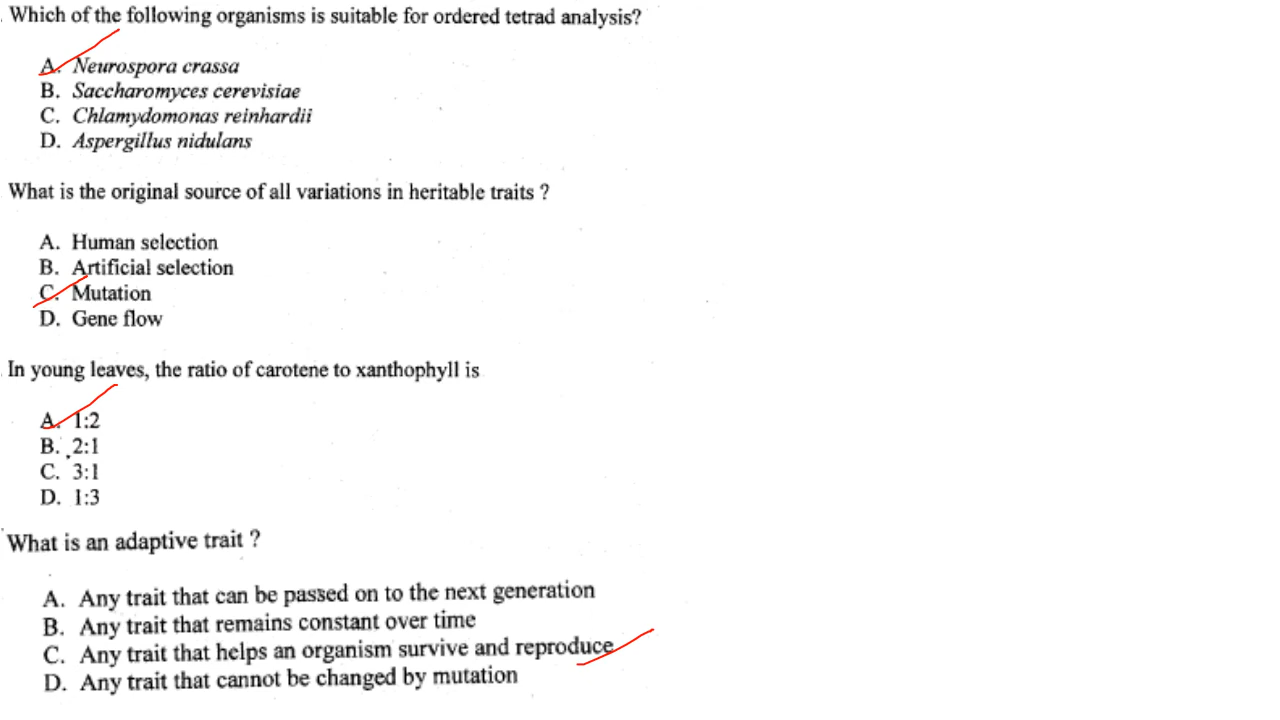 Which of the following organisms is suitable for ordered tetrad analysis?
A. Neurospora crassa
B. Saccharomyces cerevisiae
C. Chlamydomonas reinhardii
D. Aspergillus nidulans
What is the original source of all variations in heritable traits ?
A. Human selection
B. Artificial selection
C. Mutation
D. Gene flow
In young leaves, the ratio of carotene to xanthophyll is
A. 1:2
B. 2:1
C. 3:1
D. 1:3
What is an adaptive trait ?
A. Any trait that can be passed on to the next generation
B. Any trait that remains constant over time
C. Any trait that helps an organism survive and reproduce
D. Any trait that cannot be changed by mutation